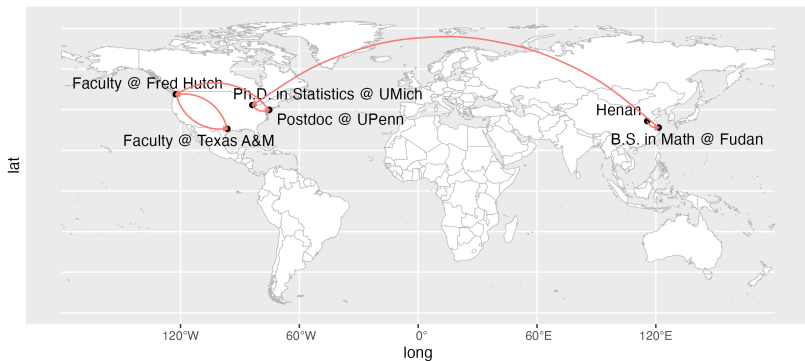 Faculty @ Fred Hutch
Ph.D. in Statistics @ UMich
Postdoc @ UPenn
Faculty @ Texas A&M
Henan
B.S. in Math @ Fudan
lat
120°W
60°W
0°
60°E
120°E
long